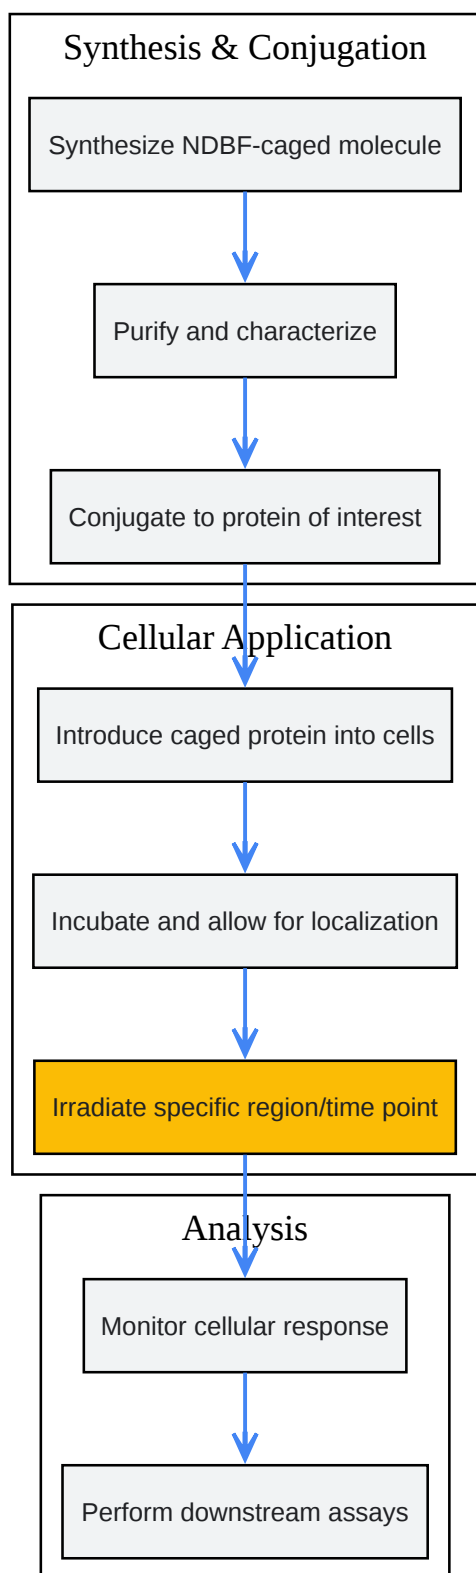 Synthesis & Conjugation
Synthesize NDBF-caged molecule
Purify and characterize
Conjugate to protein of interest
Cellular Application
Introduce caged protein into cells
Incubate and allow for localization
Irradiate specific region/time point
Analysis
Monitor cellular response
Perform downstream assays